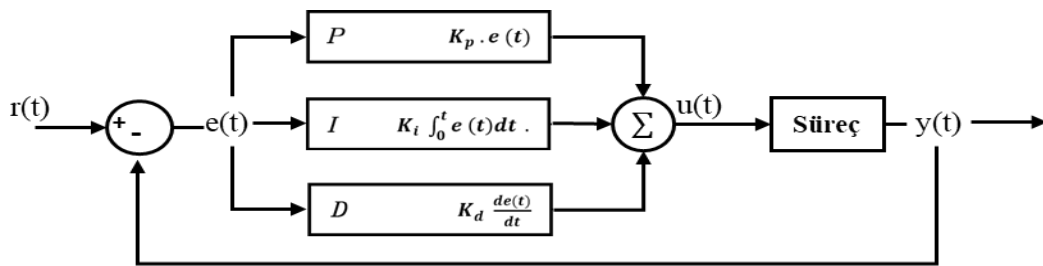 P K_p . e (t)
r(t) + - e(t) I K_i ∫_0^t e (t)dt . Σ u(t) Süreç y(t)
D K_d de(t)/dt